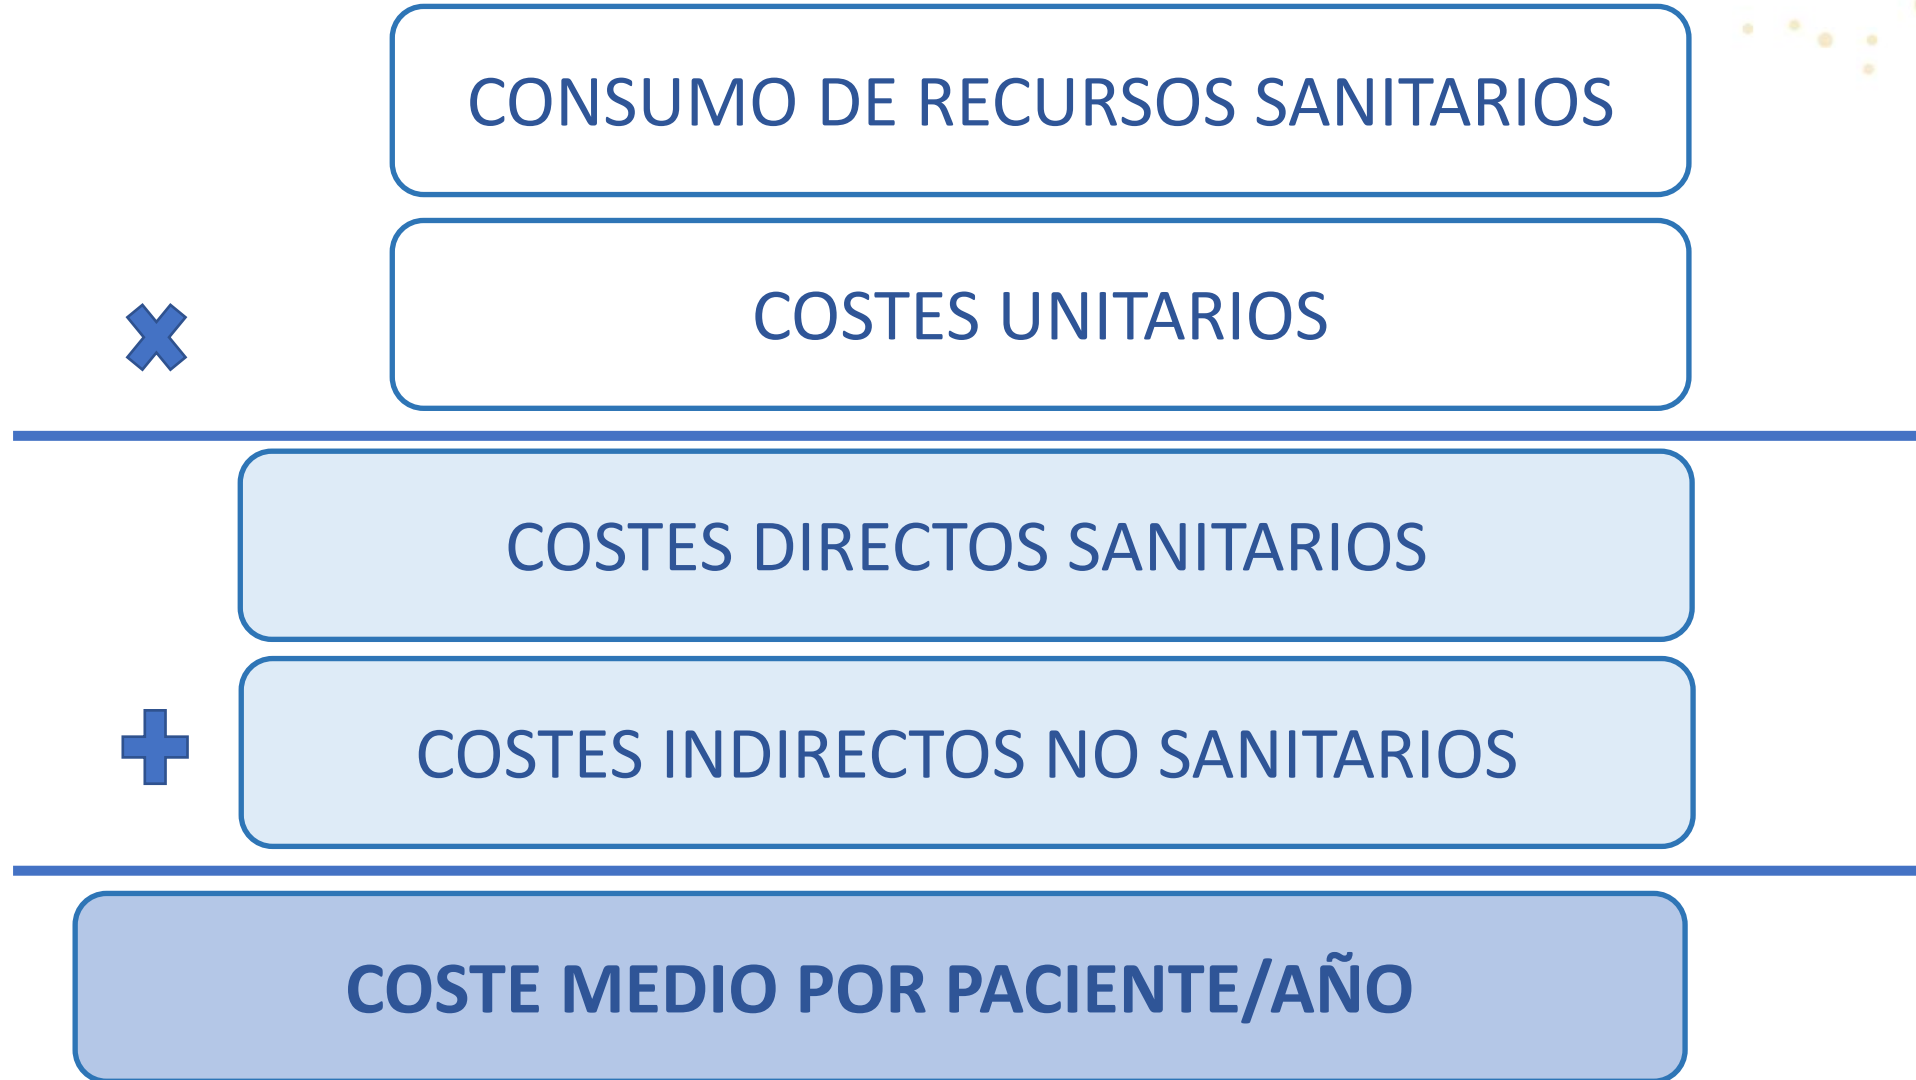 CONSUMO DE RECURSOS SANITARIOS
COSTES UNITARIOS
COSTES DIRECTOS SANITARIOS
COSTES INDIRECTOS NO SANITARIOS
COSTE MEDIO POR PACIENTE/AÑO